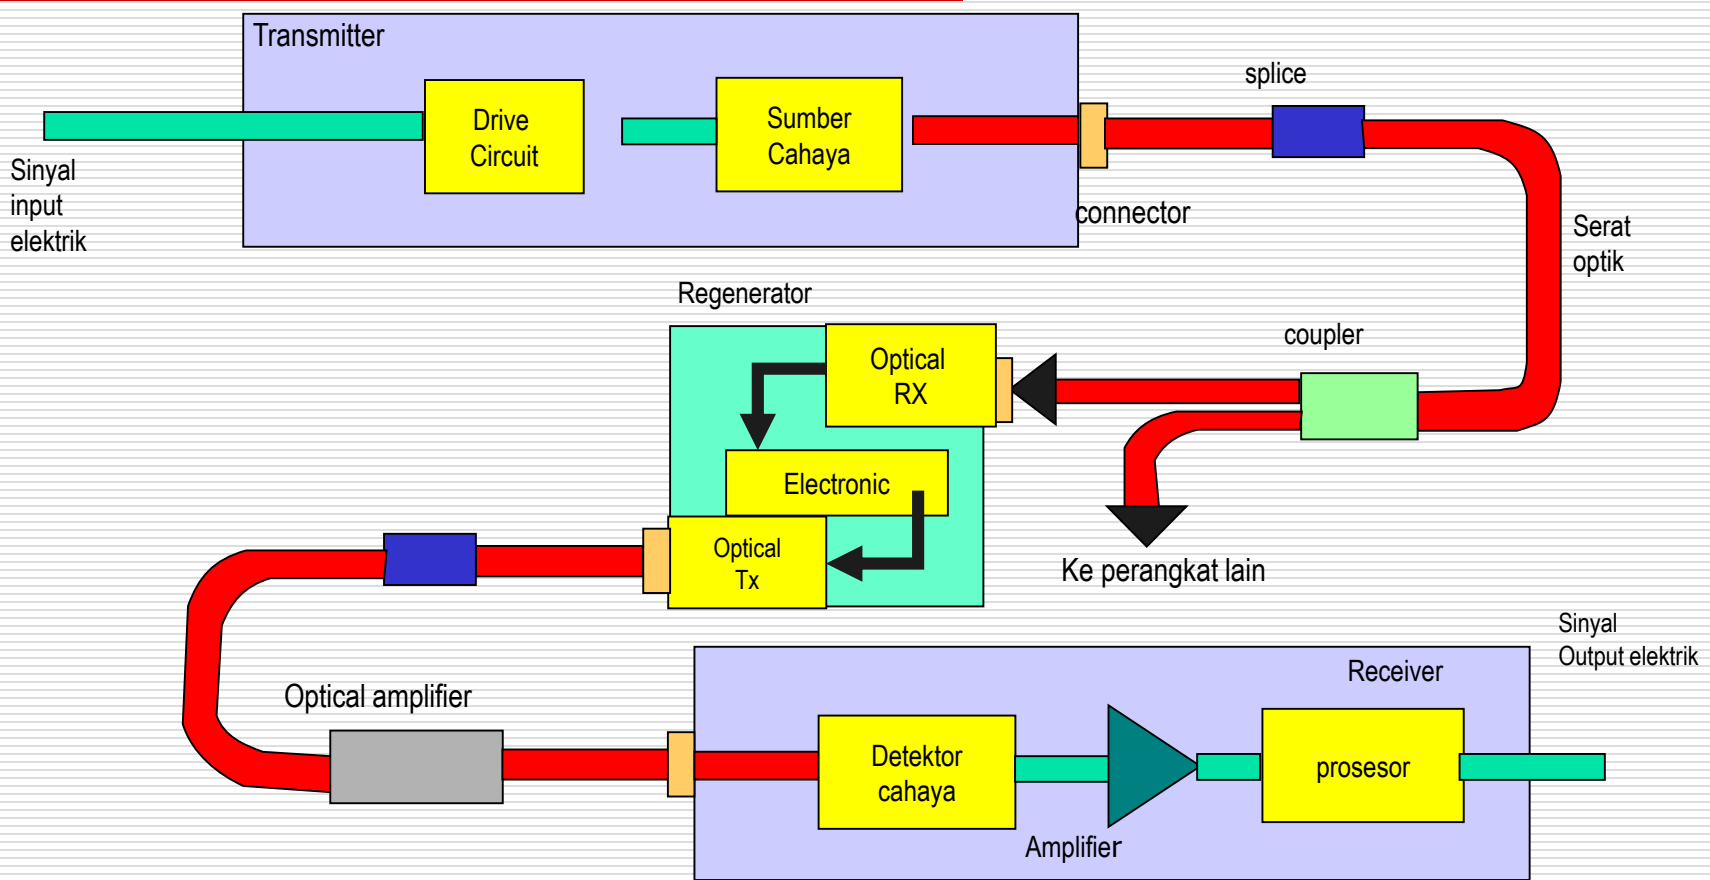 Transmitter
Drive
Circuit
Sumber
Cahaya
splice
Sinyal
input
elektrik
connector
Serat
optik
Regenerator
coupler
Optical
RX
Electronic
Optical
Tx
Ke perangkat lain
Sinyal
Output elektrik
Receiver
Optical amplifier
Detektor
cahaya
prosesor
Amplifier